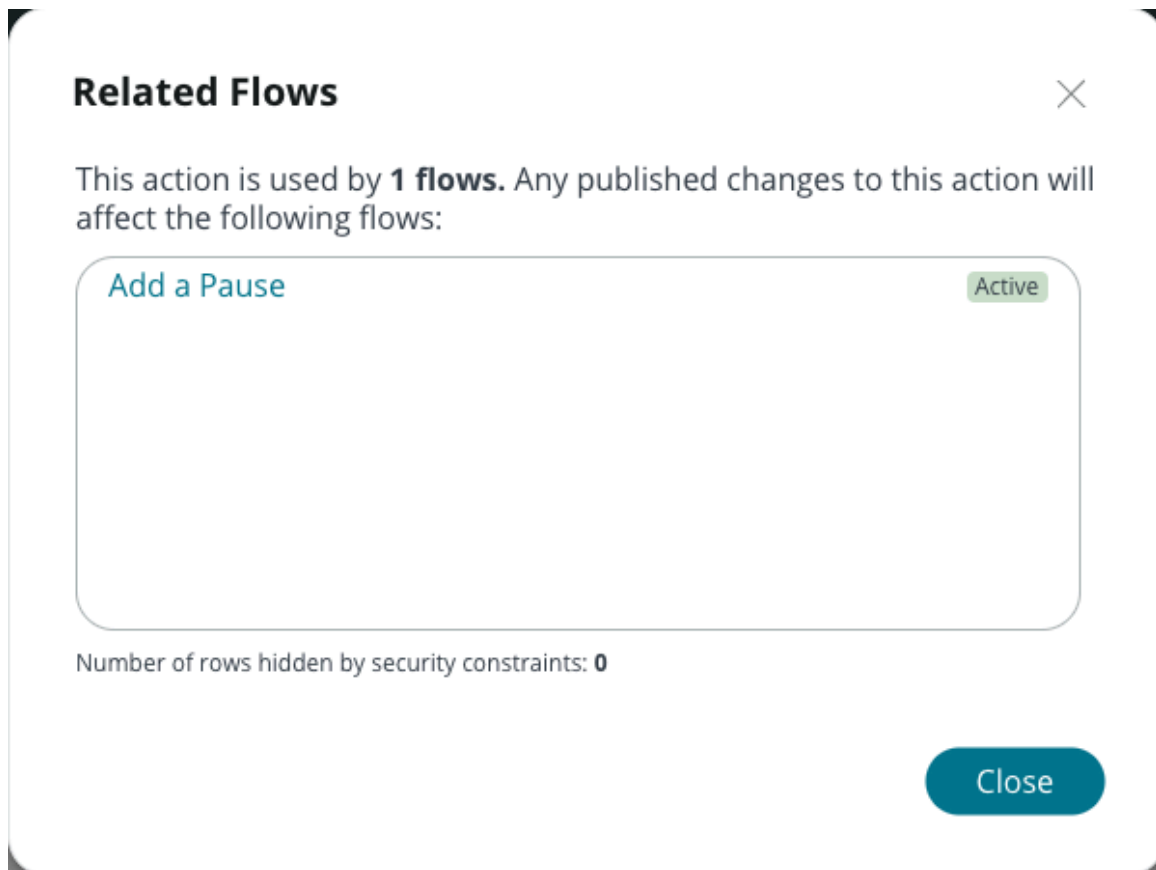 Related Flows
This action is used by 1 flows. Any published changes to this action will
affect the following flows:
Add a Pause Active
Number of rows hidden by security constraints: 0
Close